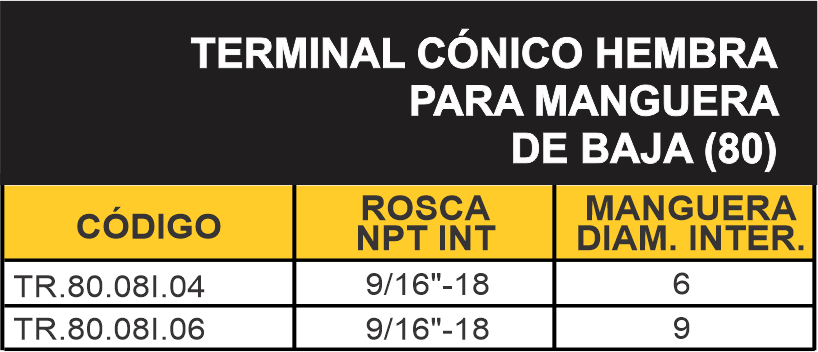 TERMINAL CÓNICO HEMBRA
PARA MANGUERA
DE BAJA (80)
CÓDIGO
ROSCA
NPT INT
MANGUERA
DIAM. INTER.
TR.80.08I.04 9/16"-18 6
TR.80.08I.06 9/16"-18 9